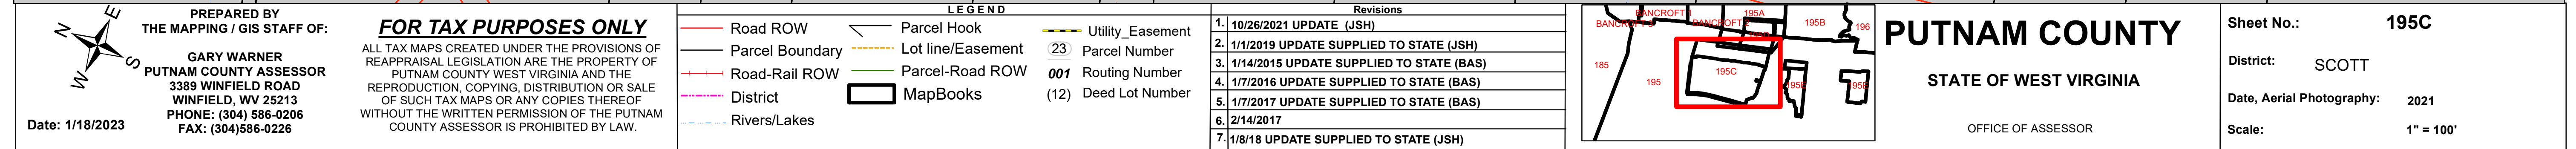 N
E
W
S
Date: 1/18/2023
PREPARED BY
THE MAPPING / GIS STAFF OF:
GARY WARNER
PUTNAM COUNTY ASSESSOR
3389 WINFIELD ROAD
WINFIELD, WV 25213
PHONE: (304) 586-0206
FAX: (304)586-0226
FOR TAX PURPOSES ONLY
ALL TAX MAPS CREATED UNDER THE PROVISIONS OF
REAPPRAISAL LEGISLATION ARE THE PROPERTY OF
PUTNAM COUNTY WEST VIRGINIA AND THE
REPRODUCTION, COPYING, DISTRIBUTION OR SALE
OF SUCH TAX MAPS OR ANY COPIES THEREOF
WITHOUT THE WRITTEN PERMISSION OF THE PUTNAM
COUNTY ASSESSOR IS PROHIBITED BY LAW.
LEGEND
Road ROW
Parcel Boundary
Road-Rail ROW
District
Rivers/Lakes
Parcel Hook
Lot line/Easement
Parcel-Road ROW
MapBooks
Utility_Easement
23 Parcel Number
001 Routing Number
(12) Deed Lot Number
Revisions
1. 10/26/2021 UPDATE (JSH)
2. 1/1/2019 UPDATE SUPPLIED TO STATE (JSH)
3. 1/14/2015 UPDATE SUPPLIED TO STATE (BAS)
4. 1/7/2016 UPDATE SUPPLIED TO STATE (BAS)
5. 1/7/2017 UPDATE SUPPLIED TO STATE (BAS)
6. 2/14/2017
7. 1/8/18 UPDATE SUPPLIED TO STATE (JSH)
BANCROFT
195A
BANCROFT
BANCROFT
195B
196
185
195C
195
PUTNAM COUNTY
STATE OF WEST VIRGINIA
OFFICE OF ASSESSOR
Sheet No.: 195C
District: SCOTT
Date, Aerial Photography: 2021
Scale: 1" = 100'